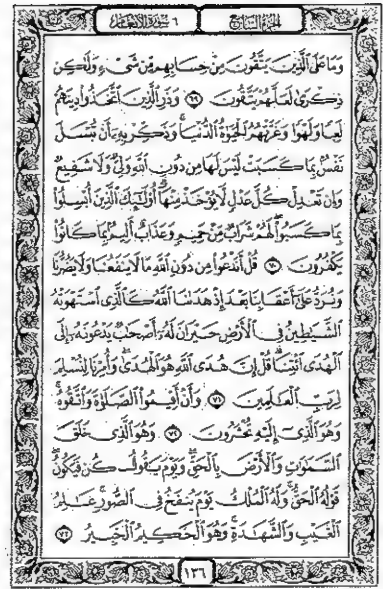 الجزء السابع
٦ سورة الأنعام
وَمَا عَلَى ٱلَّذِينَ يَتَّقُونَ مِنْ حِسَابِهِم مِّن شَىْءٍ وَلَٰكِن
ذِكْرَىٰ لَعَلَّهُمْ يَتَّقُونَ ٦٩ وَذَرِ ٱلَّذِينَ ٱتَّخَذُوا۟ دِينَهُمْ
لَعِبًا وَلَهْوًا وَغَرَّتْهُمُ ٱلْحَيَوٰةُ ٱلدُّنْيَا ۚ وَذَكِّرْ بِهِۦٓ أَن تُبْسَلَ
نَفْسٌۢ بِمَا كَسَبَتْ لَيْسَ لَهَا مِن دُونِ ٱللَّهِ وَلِىٌّ وَلَا شَفِيعٌ
وَإِن تَعْدِلْ كُلَّ عَدْلٍ لَّا يُؤْخَذْ مِنْهَآ ۗ أُو۟لَٰٓئِكَ ٱلَّذِينَ أُبْسِلُوا۟
بِمَا كَسَبُوا۟ ۖ لَهُمْ شَرَابٌ مِّنْ حَمِيمٍ وَعَذَابٌ أَلِيمٌۢ بِمَا كَانُوا۟
يَكْفُرُونَ ٧٠ قُلْ أَنَدْعُوا۟ مِن دُونِ ٱللَّهِ مَا لَا يَنفَعُنَا وَلَا يَضُرُّنَا
وَنُرَدُّ عَلَىٰٓ أَعْقَابِنَا بَعْدَ إِذْ هَدَىٰنَا ٱللَّهُ كَٱلَّذِى ٱسْتَهْوَتْهُ
ٱلشَّيَٰطِينُ فِى ٱلْأَرْضِ حَيْرَانَ لَهُۥٓ أَصْحَٰبٌ يَدْعُونَهُۥٓ إِلَى
ٱلْهُدَى ٱئْتِنَا ۗ قُلْ إِنَّ هُدَى ٱللَّهِ هُوَ ٱلْهُدَىٰ ۖ وَأُمِرْنَا لِنُسْلِمَ
لِرَبِّ ٱلْعَٰلَمِينَ ٧١ وَأَنْ أَقِيمُوا۟ ٱلصَّلَوٰةَ وَٱتَّقُوهُ ۚ
وَهُوَ ٱلَّذِىٓ إِلَيْهِ تُحْشَرُونَ ٧٢ وَهُوَ ٱلَّذِى خَلَقَ
ٱلسَّمَٰوَٰتِ وَٱلْأَرْضَ بِٱلْحَقِّ ۖ وَيَوْمَ يَقُولُ كُن فَيَكُونُ ۚ
قَوْلُهُ ٱلْحَقُّ ۚ وَلَهُ ٱلْمُلْكُ يَوْمَ يُنفَخُ فِى ٱلصُّورِ ۚ عَٰلِمُ
ٱلْغَيْبِ وَٱلشَّهَٰدَةِ ۚ وَهُوَ ٱلْحَكِيمُ ٱلْخَبِيرُ ٧٣
١٣٦